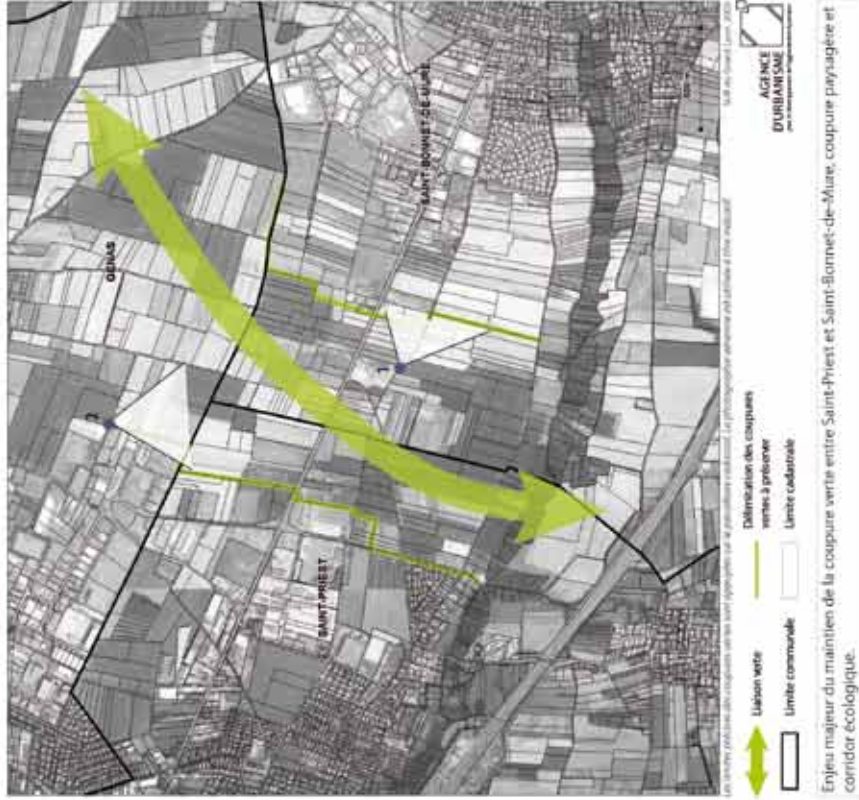 GENAS
SAINT-BONNET-DE-MURE
SAINT-PRIEST
1
2
Liaison verte
Délimitation des coupures
vertes à préserver
Limite communale
Limite cadastrale
AGENCE
D'URBANISME
Enjeu majeur du maintien de la coupure verte entre Saint-Priest et Saint-Bonnet-de-Mure, coupure paysagère et
corridor écologique.